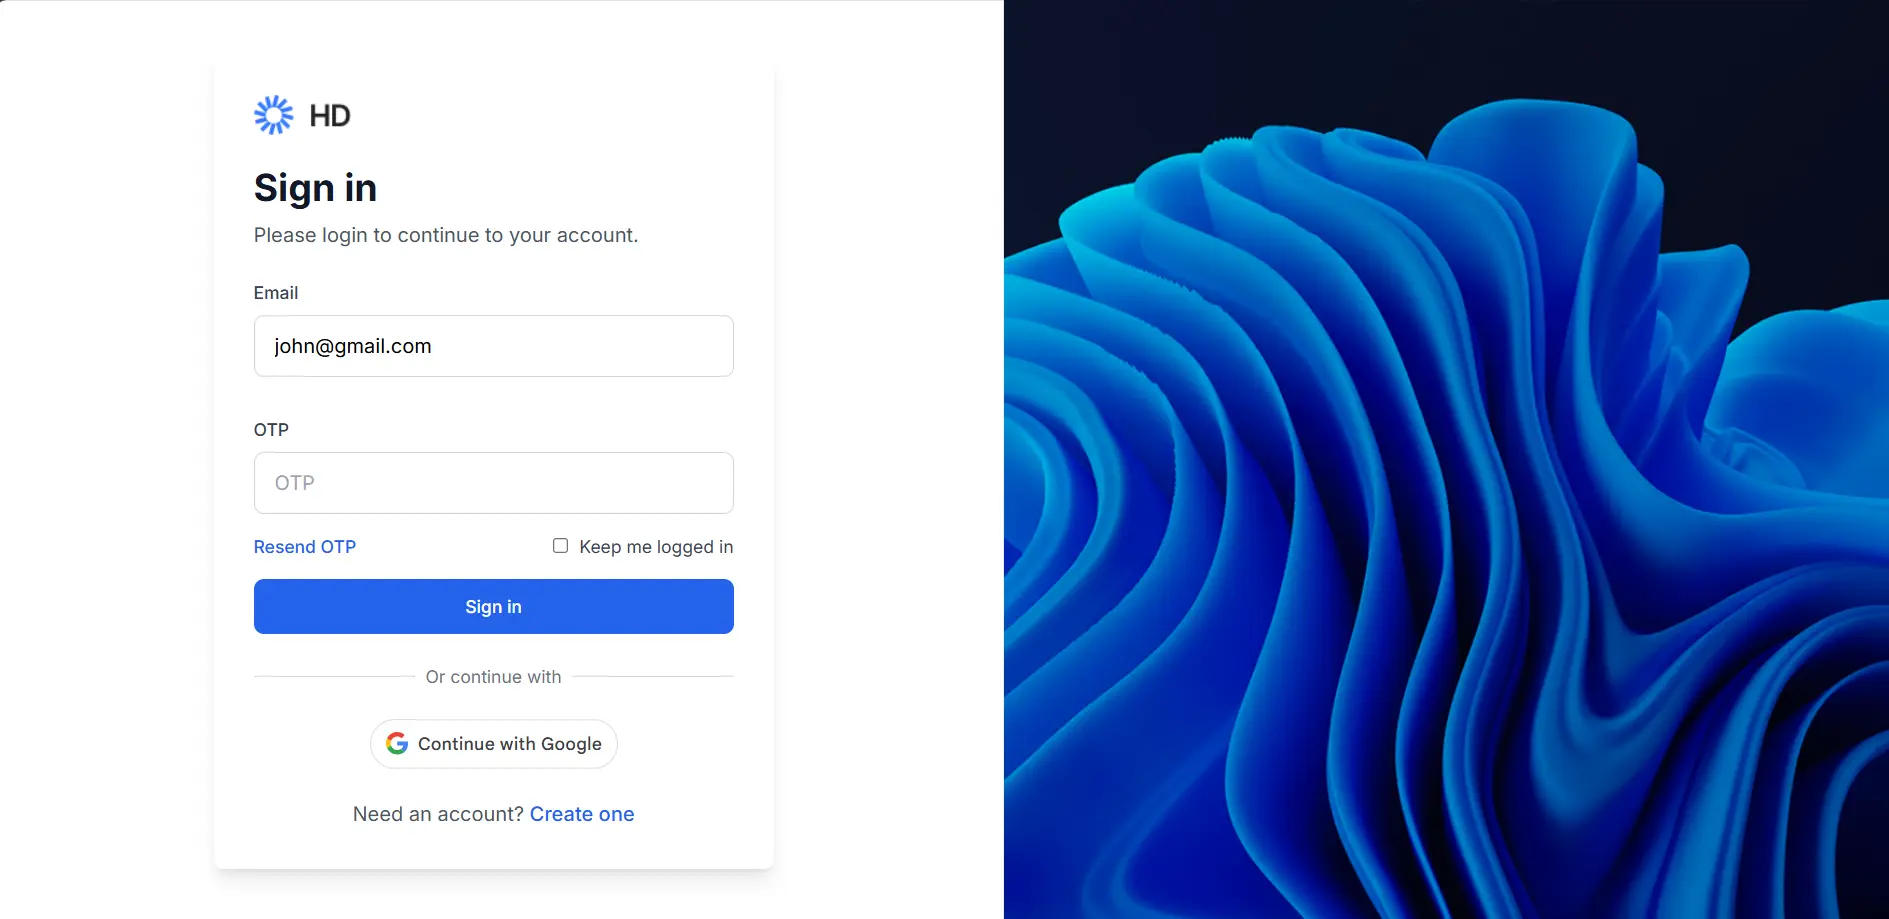 HD
Sign in
Please login to continue to your account.
Email
john@gmail.com
OTP
OTP
Resend OTP Keep me logged in
Sign in
Or continue with
Continue with Google
Need an account? Create one